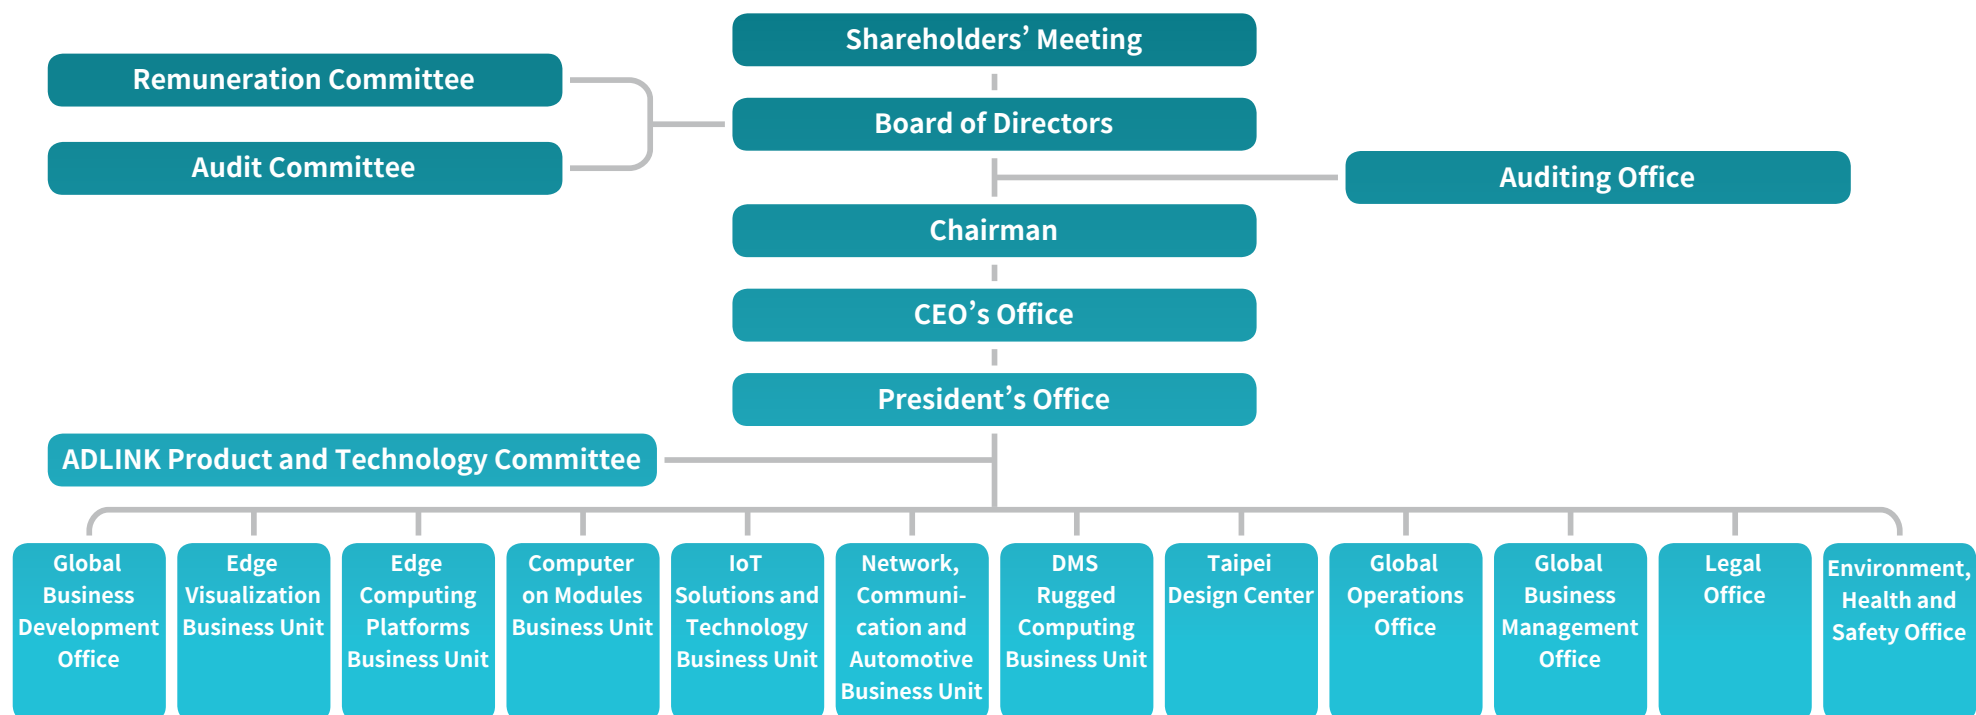 Shareholders’ Meeting
Remuneration Committee
Board of Directors
Audit Committee
Auditing Office
Chairman
CEO’s Office
President’s Office
ADLINK Product and Technology Committee
Global
Business
Development
Office
Edge
Visualization
Business Unit
Edge
Computing
Platforms
Business Unit
Computer
on Modules
Business Unit
IoT
Solutions and
Technology
Business Unit
Network,
Communi-
cation and
Automotive
Business Unit
DMS
Rugged
Computing
Business Unit
Taipei
Design Center
Global
Operations
Office
Global
Business
Management
Office
Legal
Office
Environment,
Health and
Safety Office